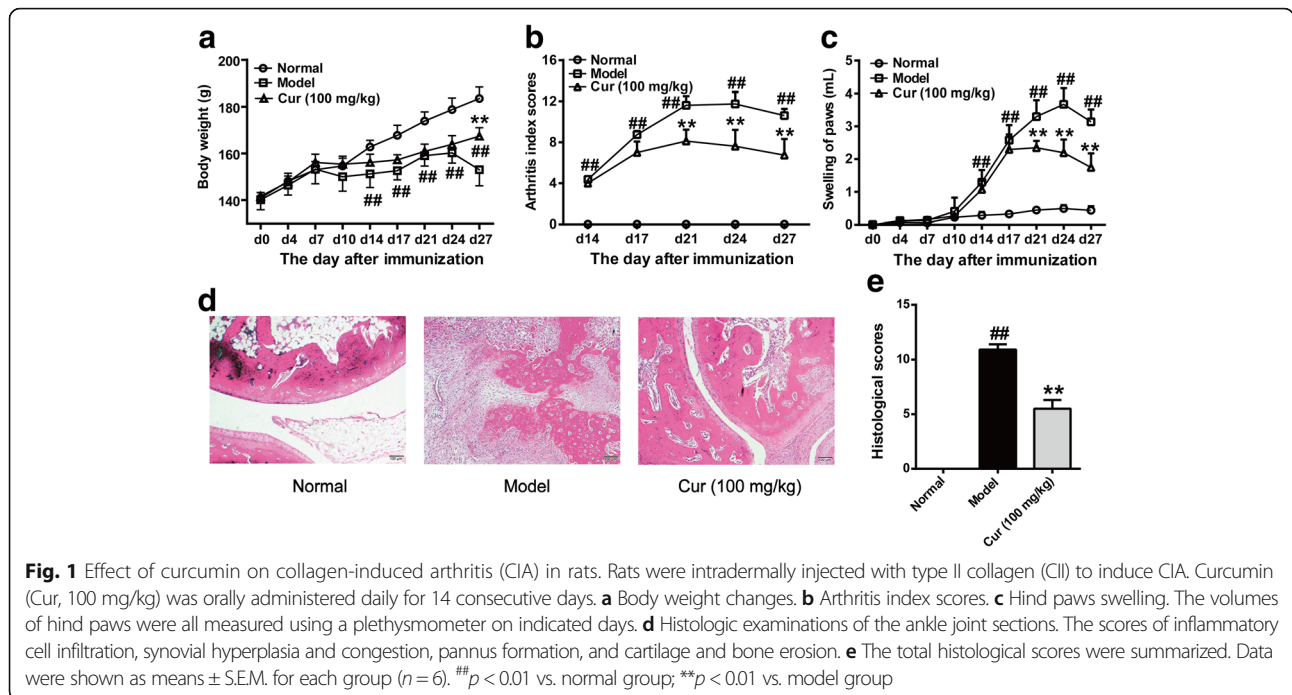 a
200
180
160
140
Body weight (g)
Normal
Model
Cur (100 mg/kg)
**
##
##
##
##
##
d0 d4 d7 d10 d14 d17 d21 d24 d27
The day after immunization
b
16
12
8
4
0
Arthritis index scores
Normal
Model
Cur (100 mg/kg)
##
##
##
##
##
**
**
**
d14 d17 d21 d24 d27
The day after immunization
c
5
4
3
2
1
0
Swelling of paws (mL)
Normal
Model
Cur (100 mg/kg)
##
##
##
##
##
**
**
**
d0 d4 d7 d10 d14 d17 d21 d24 d27
The day after immunization
d
Normal
Model
Cur (100 mg/kg)
e
15
10
5
0
Histological scores
##
**
Normal
Model
Cur (100 mg/kg)
Fig. 1 Effect of curcumin on collagen-induced arthritis (CIA) in rats. Rats were intradermally injected with type II collagen (CII) to induce CIA. Curcumin
(Cur, 100 mg/kg) was orally administered daily for 14 consecutive days. a Body weight changes. b Arthritis index scores. c Hind paws swelling. The volumes
of hind paws were all measured using a plethysmometer on indicated days. d Histologic examinations of the ankle joint sections. The scores of inflammatory
cell infiltration, synovial hyperplasia and congestion, pannus formation, and cartilage and bone erosion. e The total histological scores were summarized. Data
were shown as means ± S.E.M. for each group (n = 6). ##p < 0.01 vs. normal group; **p < 0.01 vs. model group